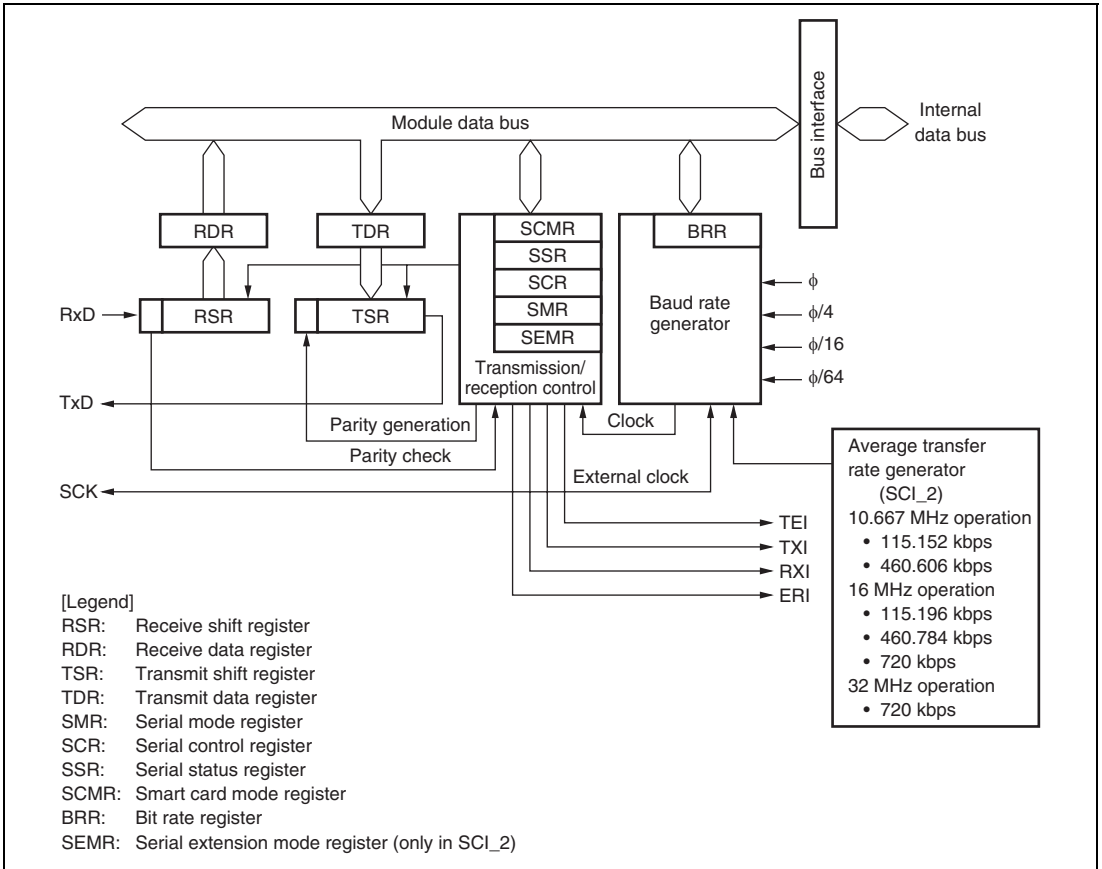 Module data bus
Bus interface
Internal
data bus
RDR
TDR
SCMR
SSR
SCR
SMR
SEMR
Transmission/
reception control
BRR
Baud rate
generator
ϕ
ϕ/4
ϕ/16
ϕ/64
RxD
RSR
TSR
TxD
Parity generation
Parity check
Clock
SCK
External clock
TEI
TXI
RXI
ERI
Average transfer
rate generator
(SCI_2)
10.667 MHz operation
• 115.152 kbps
• 460.606 kbps
16 MHz operation
• 115.196 kbps
• 460.784 kbps
• 720 kbps
32 MHz operation
• 720 kbps
[Legend]
RSR: Receive shift register
RDR: Receive data register
TSR: Transmit shift register
TDR: Transmit data register
SMR: Serial mode register
SCR: Serial control register
SSR: Serial status register
SCMR: Smart card mode register
BRR: Bit rate register
SEMR: Serial extension mode register (only in SCI_2)